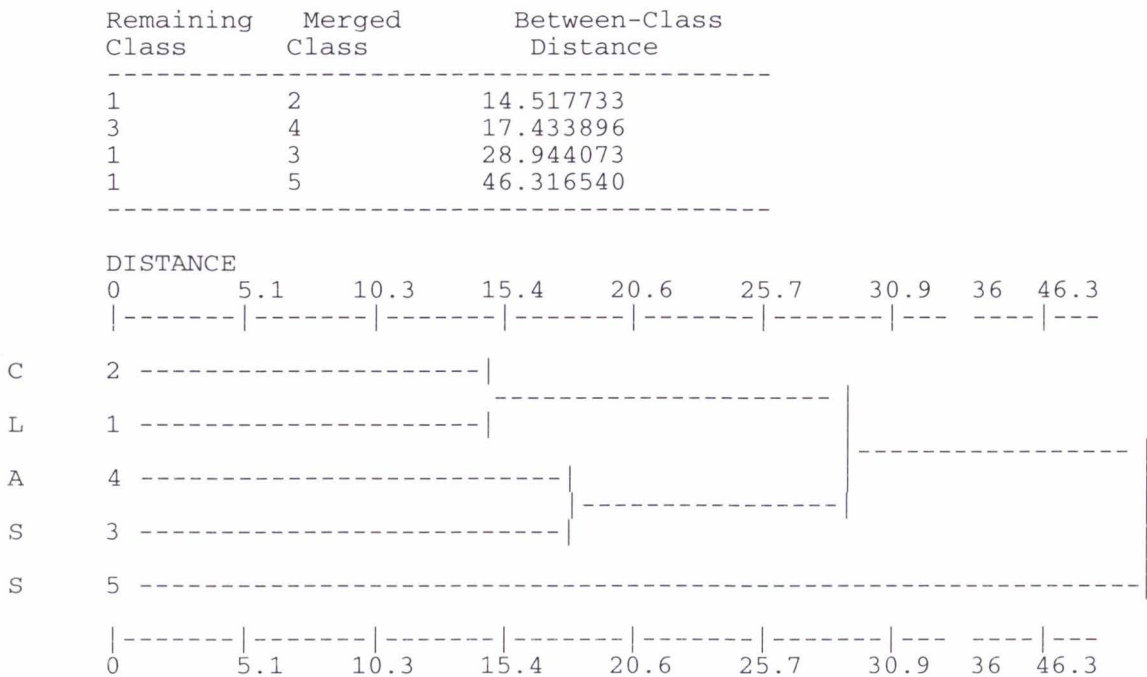 Remaining Merged Between-Class
Class Class Distance
1 2 14.517733
3 4 17.433896
1 3 28.944073
1 5 46.316540
DISTANCE
0 5.1 10.3 15.4 20.6 25.7 30.9 36 46.3
C 2
L 1
A 4
S 3
S 5
0 5.1 10.3 15.4 20.6 25.7 30.9 36 46.3